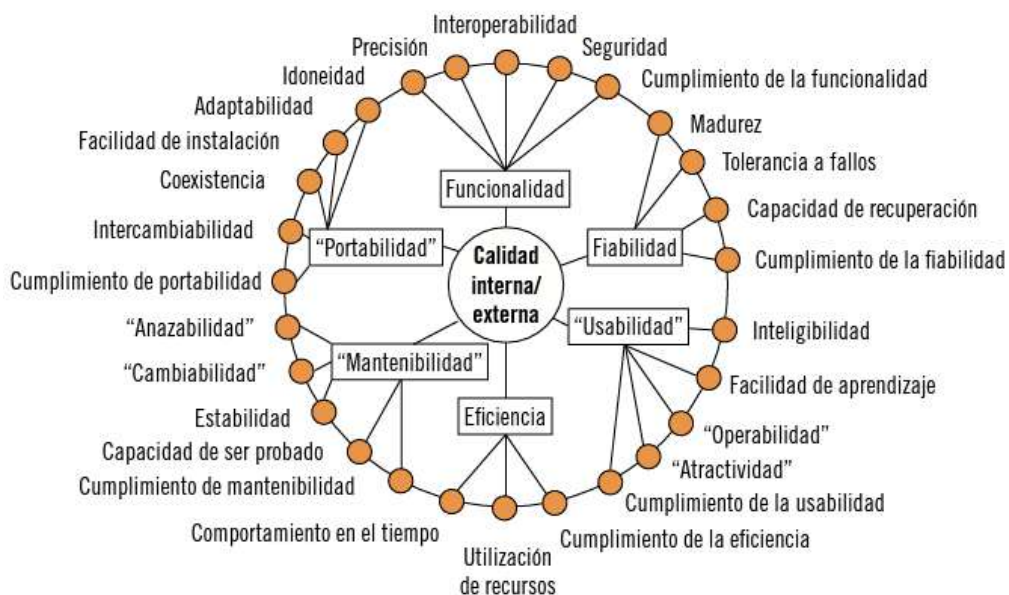 Interoperabilidad
Precisión
Seguridad
Idoneidad
Cumplimiento de la funcionalidad
Adaptabilidad
Madurez
Facilidad de instalación
Tolerancia a fallos
Coexistencia
Funcionalidad
Capacidad de recuperación
Intercambiabilidad
“Portabilidad”
Fiabilidad
Calidad
interna/
externa
Cumplimiento de la fiabilidad
Cumplimiento de portabilidad
“Anazabilidad”
“Usabilidad”
Inteligibilidad
“Cambiabilidad”
“Mantenibilidad”
Facilidad de aprendizaje
Estabilidad
Eficiencia
“Operabilidad”
Capacidad de ser probado
“Atractividad”
Cumplimiento de mantenibilidad
Cumplimiento de la usabilidad
Comportamiento en el tiempo
Cumplimiento de la eficiencia
Utilización
de recursos